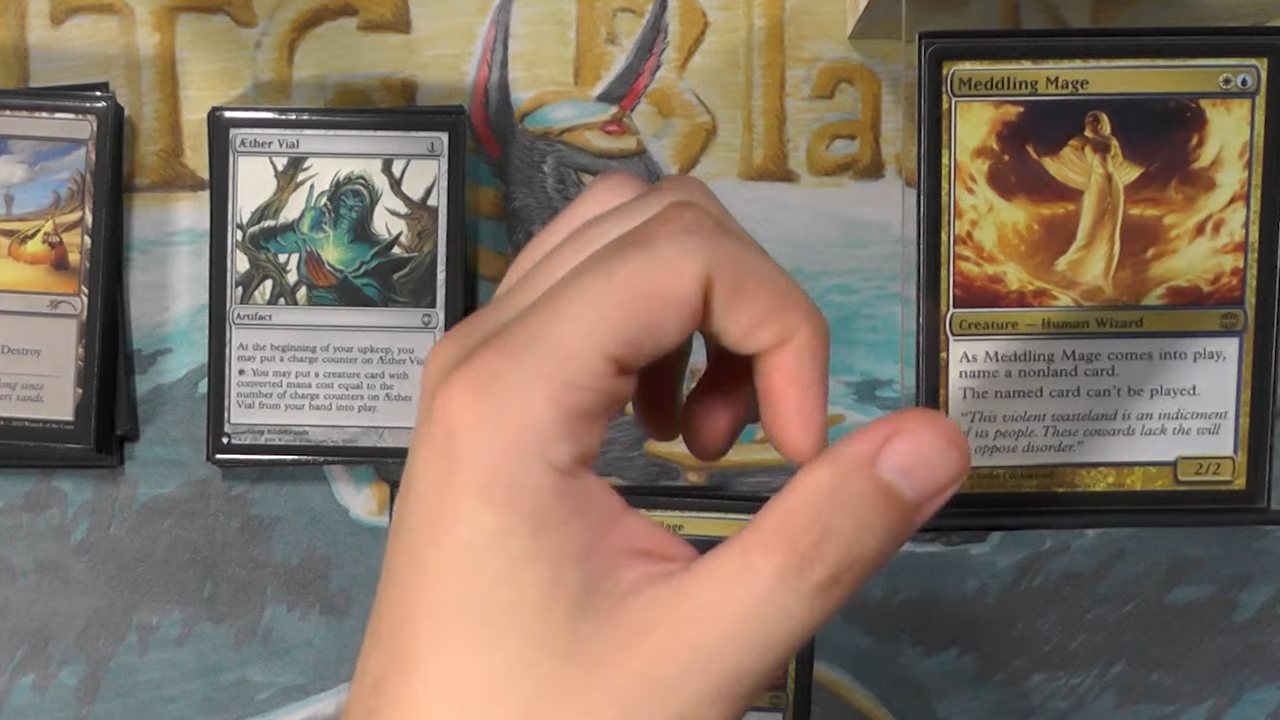 TC Bla
Destroy
Æther Vial 1
Artifact
At the beginning of your upkeep, you
may put a charge counter on Æther Vial.
: You may put a creature card with
converted mana cost equal to the
number of charge counters on Æther
Vial from your hand into play.
Meddling Mage
Creature — Human Wizard
As Meddling Mage comes into play,
name a nonland card.
The named card can't be played.
"This violent wasteland is an indictment
its people. These cowards lack the will
oppose disorder."
2/2